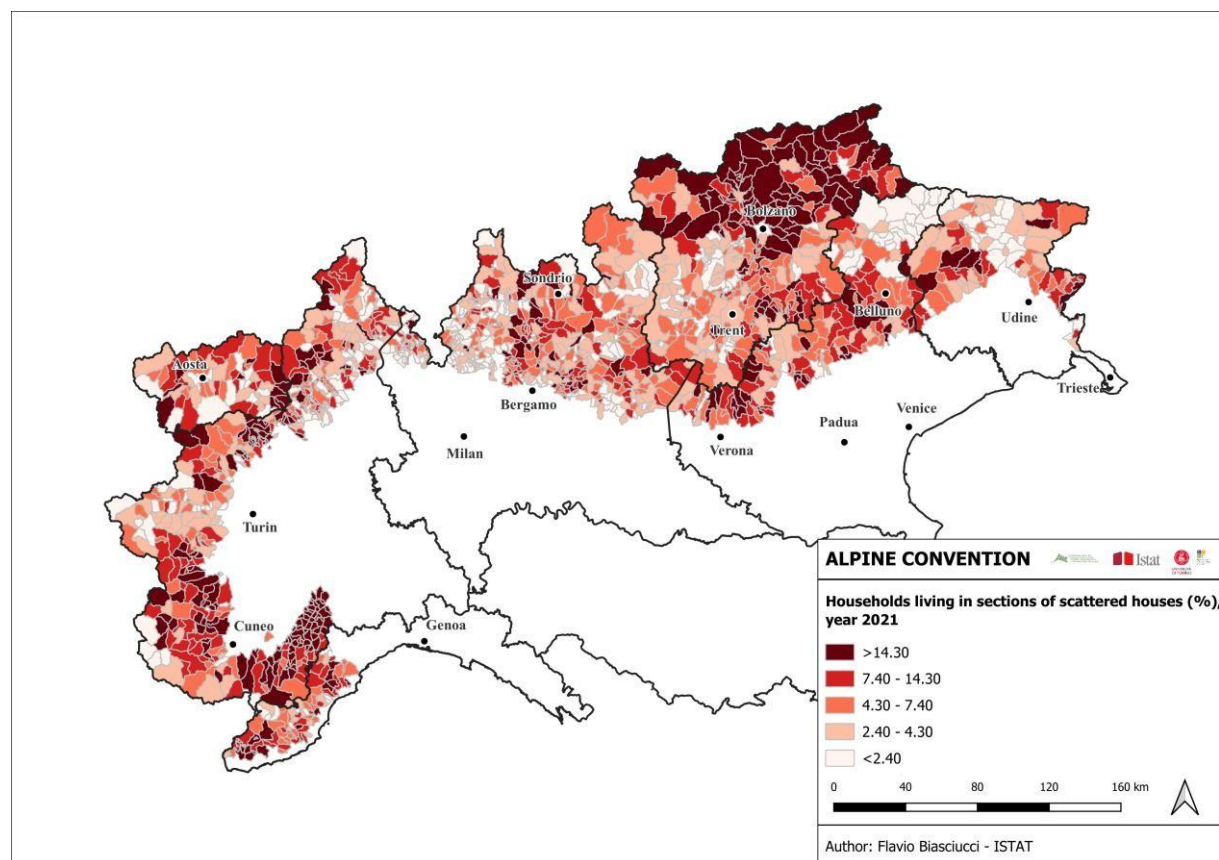 Bolzano
Sondrio
Trent
Belluno
Udine
Aosta
Bergamo
Trieste
Milan
Verona
Padua
Venice
Turin
Cuneo
Genoa
ALPINE CONVENTION
Istat
Households living in sections of scattered houses (%),
year 2021
>14.30
7.40 - 14.30
4.30 - 7.40
2.40 - 4.30
<2.40
0 40 80 120 160 km
Author: Flavio Biasciucci - ISTAT